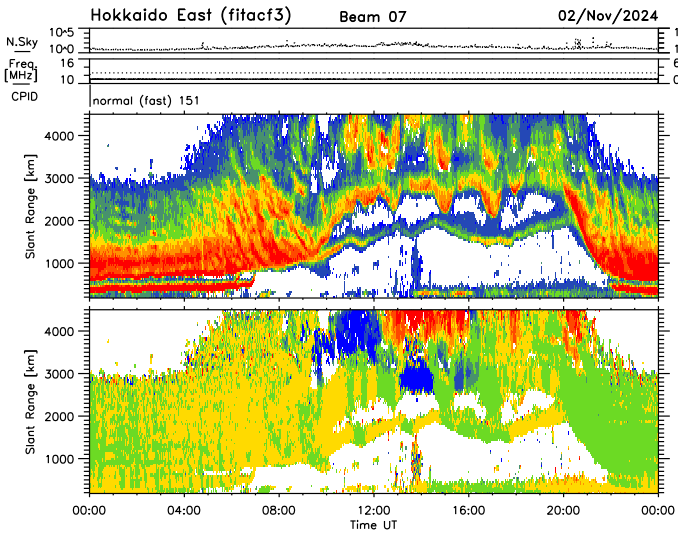 Hokkaido East (fitacf3) Beam 07 02/Nov/2024
10^5
N.Sky
10^0
Freq. 16
[MHz] 10
CPID normal (fast) 151
4000
3000
2000
1000
Slant Range [km]
4000
3000
2000
1000
Slant Range [km]
00:00 04:00 08:00 12:00 16:00 20:00 00:00
Time UT